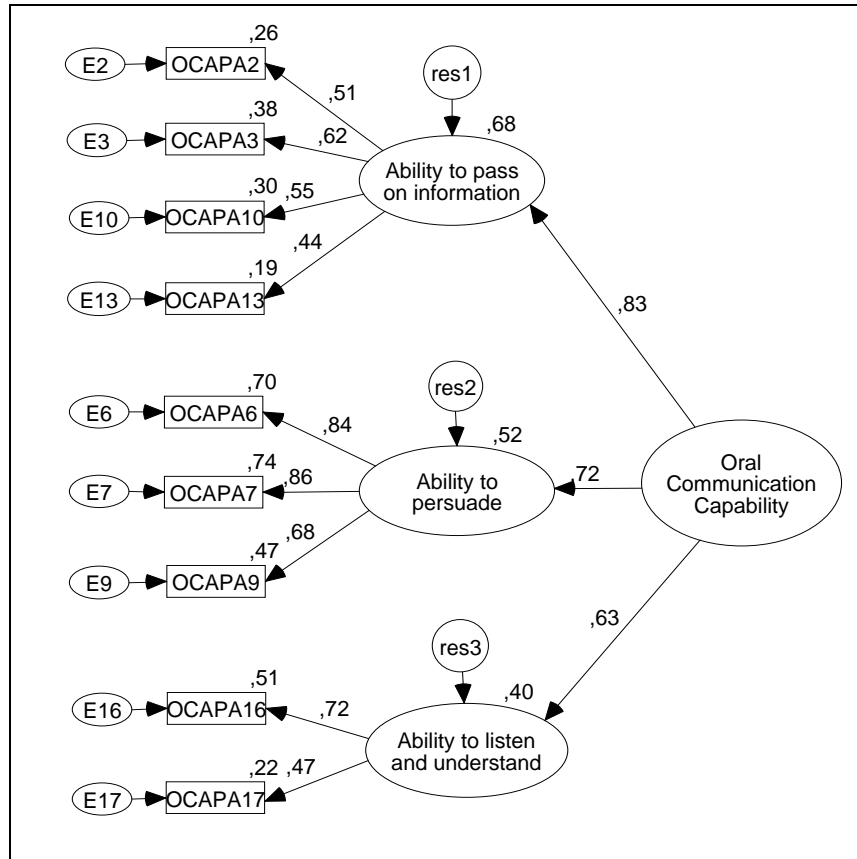 ,26
E2
OCAPA2
,51
res1
,38
E3
OCAPA3
,62
,68
Ability to pass
on information
,30
,55
E10
OCAPA10
,44
,19
E13
OCAPA13
,83
,70
E6
OCAPA6
,84
res2
,52
,74
E7
OCAPA7
,86
Ability to
persuade
,72
Oral
Communication
Capability
,68
,47
E9
OCAPA9
,63
res3
,51
E16
OCAPA16
,72
,40
Ability to listen
and understand
,22
,47
E17
OCAPA17